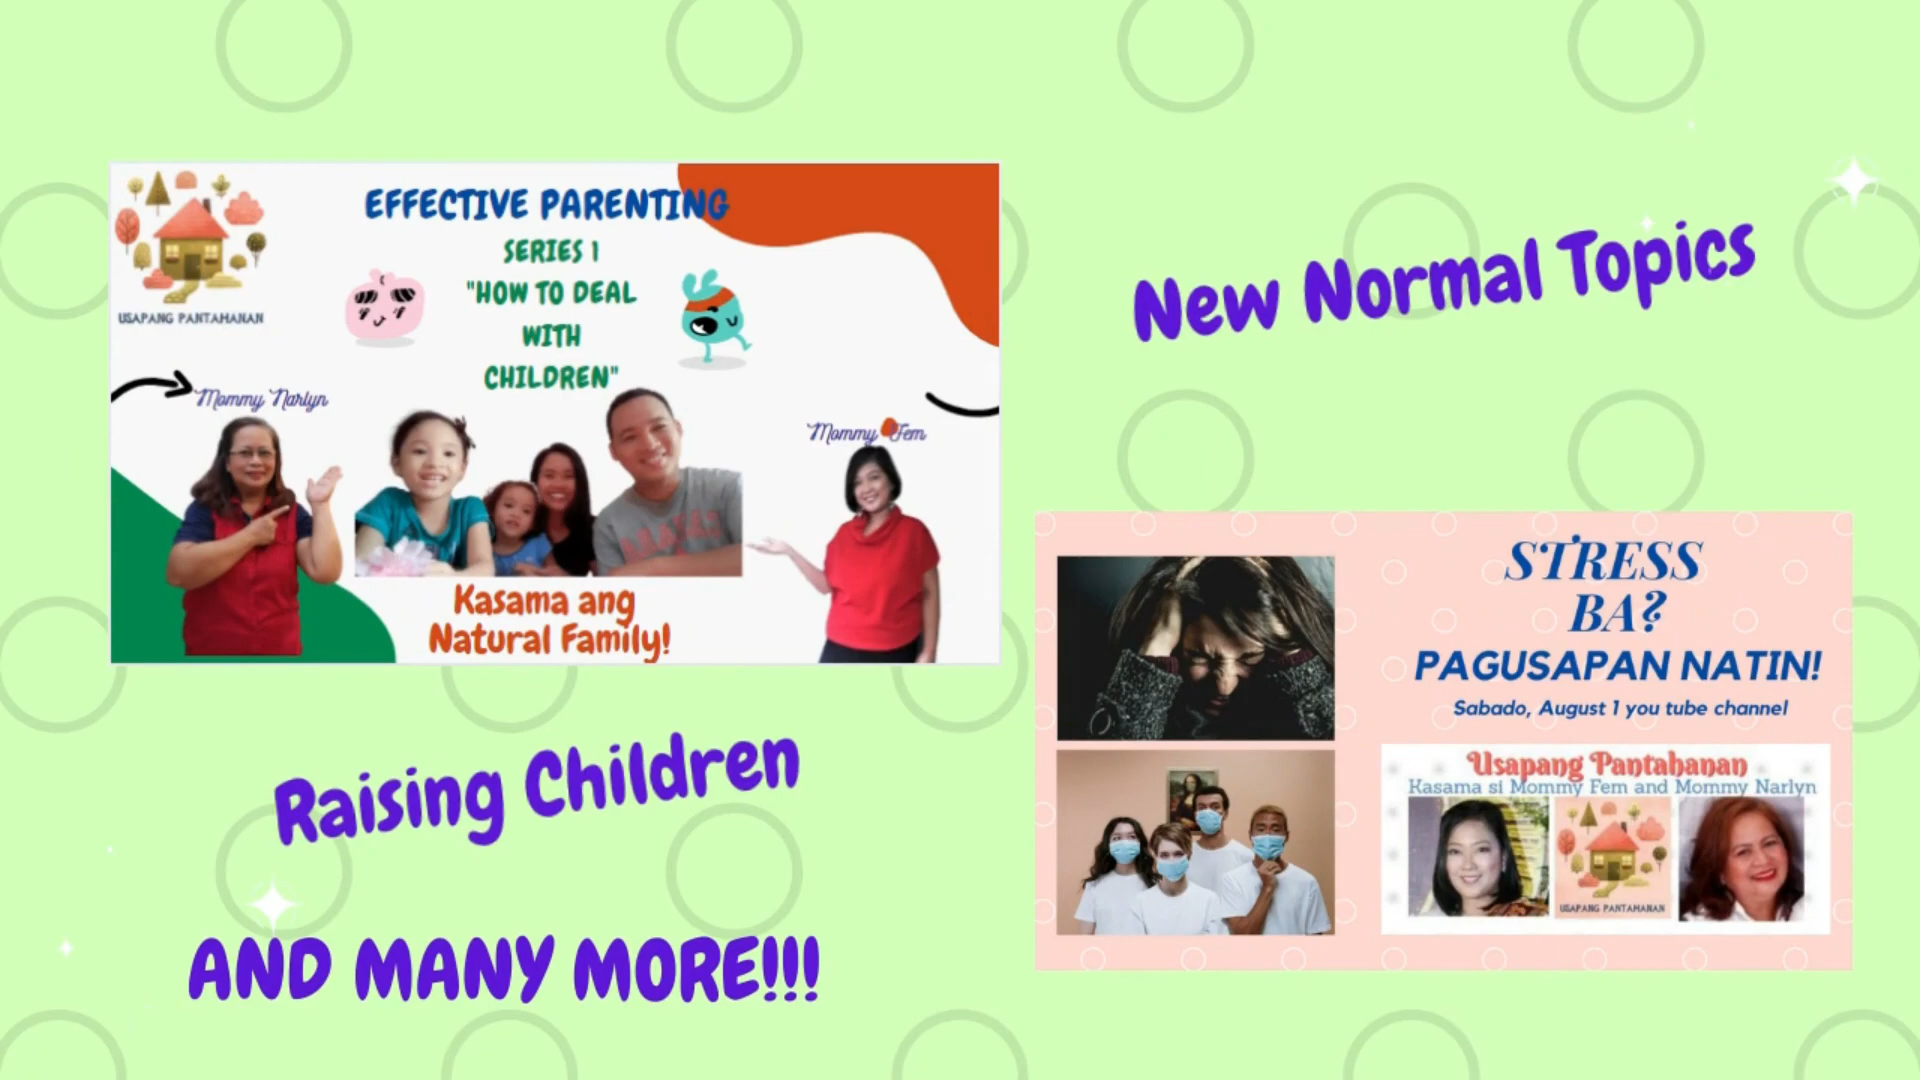 EFFECTIVE PARENTING
SERIES 1
"HOW TO DEAL
WITH
CHILDREN"
USAPANG PANTAHANAN
Mommy Narlyn
Mommy Fem
Kasama ang
Natural Family!
New Normal Topics
Raising Children
AND MANY MORE!!!
STRESS
BA?
PAGUSAPAN NATIN!
Sabado, August 1 you tube channel
Usapang Pantahanan
Kasama si Mommy Fem and Mommy Narlyn
USAPANG PANTAHANAN